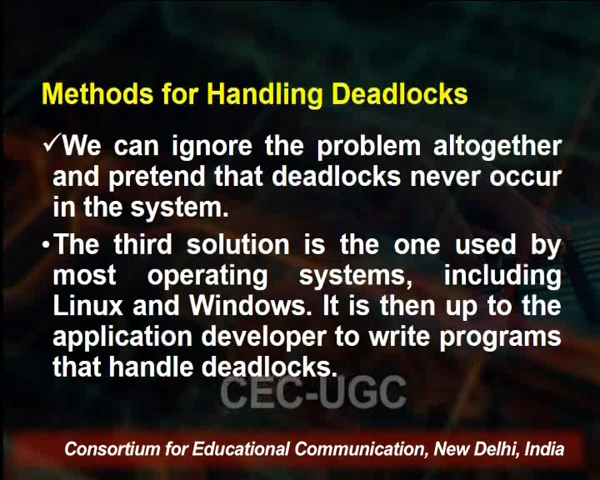 Methods for Handling Deadlocks
✓We can ignore the problem altogether
and pretend that deadlocks never occur
in the system.
•The third solution is the one used by
most operating systems, including
Linux and Windows. It is then up to the
application developer to write programs
that handle deadlocks.
CEC-UGC
Consortium for Educational Communication, New Delhi, India